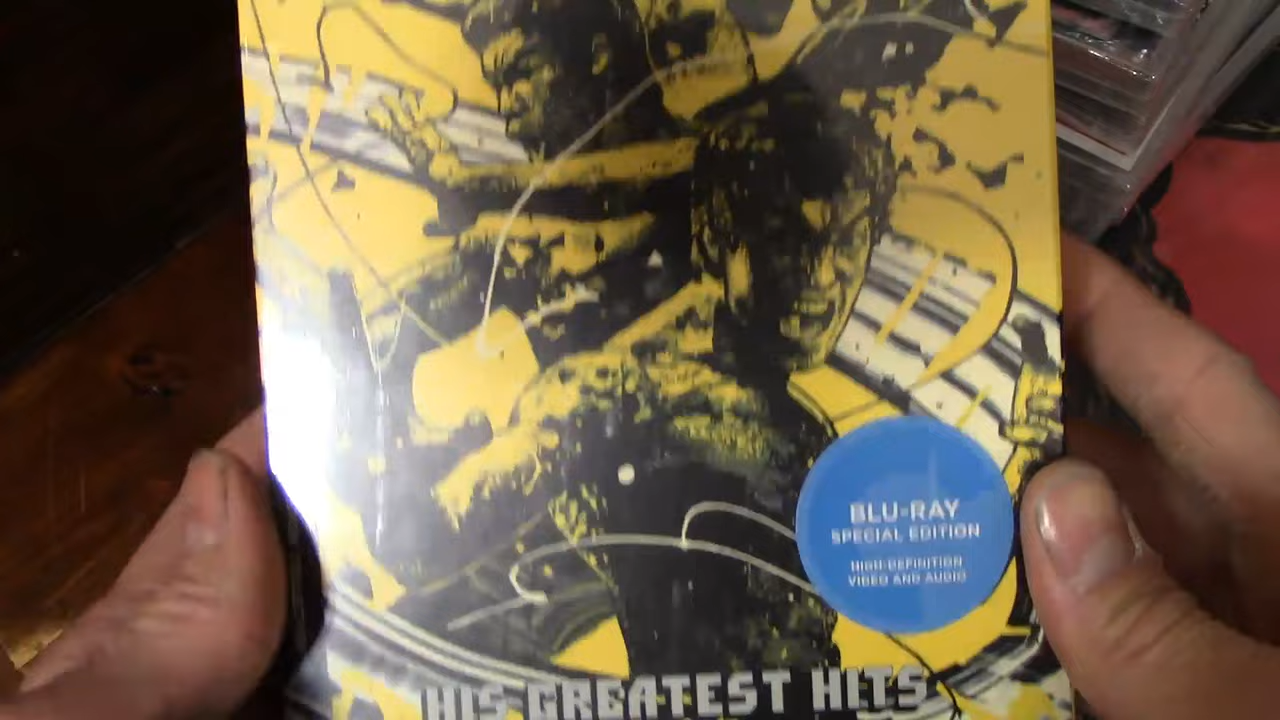 BLU-RAY
SPECIAL EDITION
HIGH-DEFINITION
VIDEO AND AUDIO
HIS GREATEST HITS